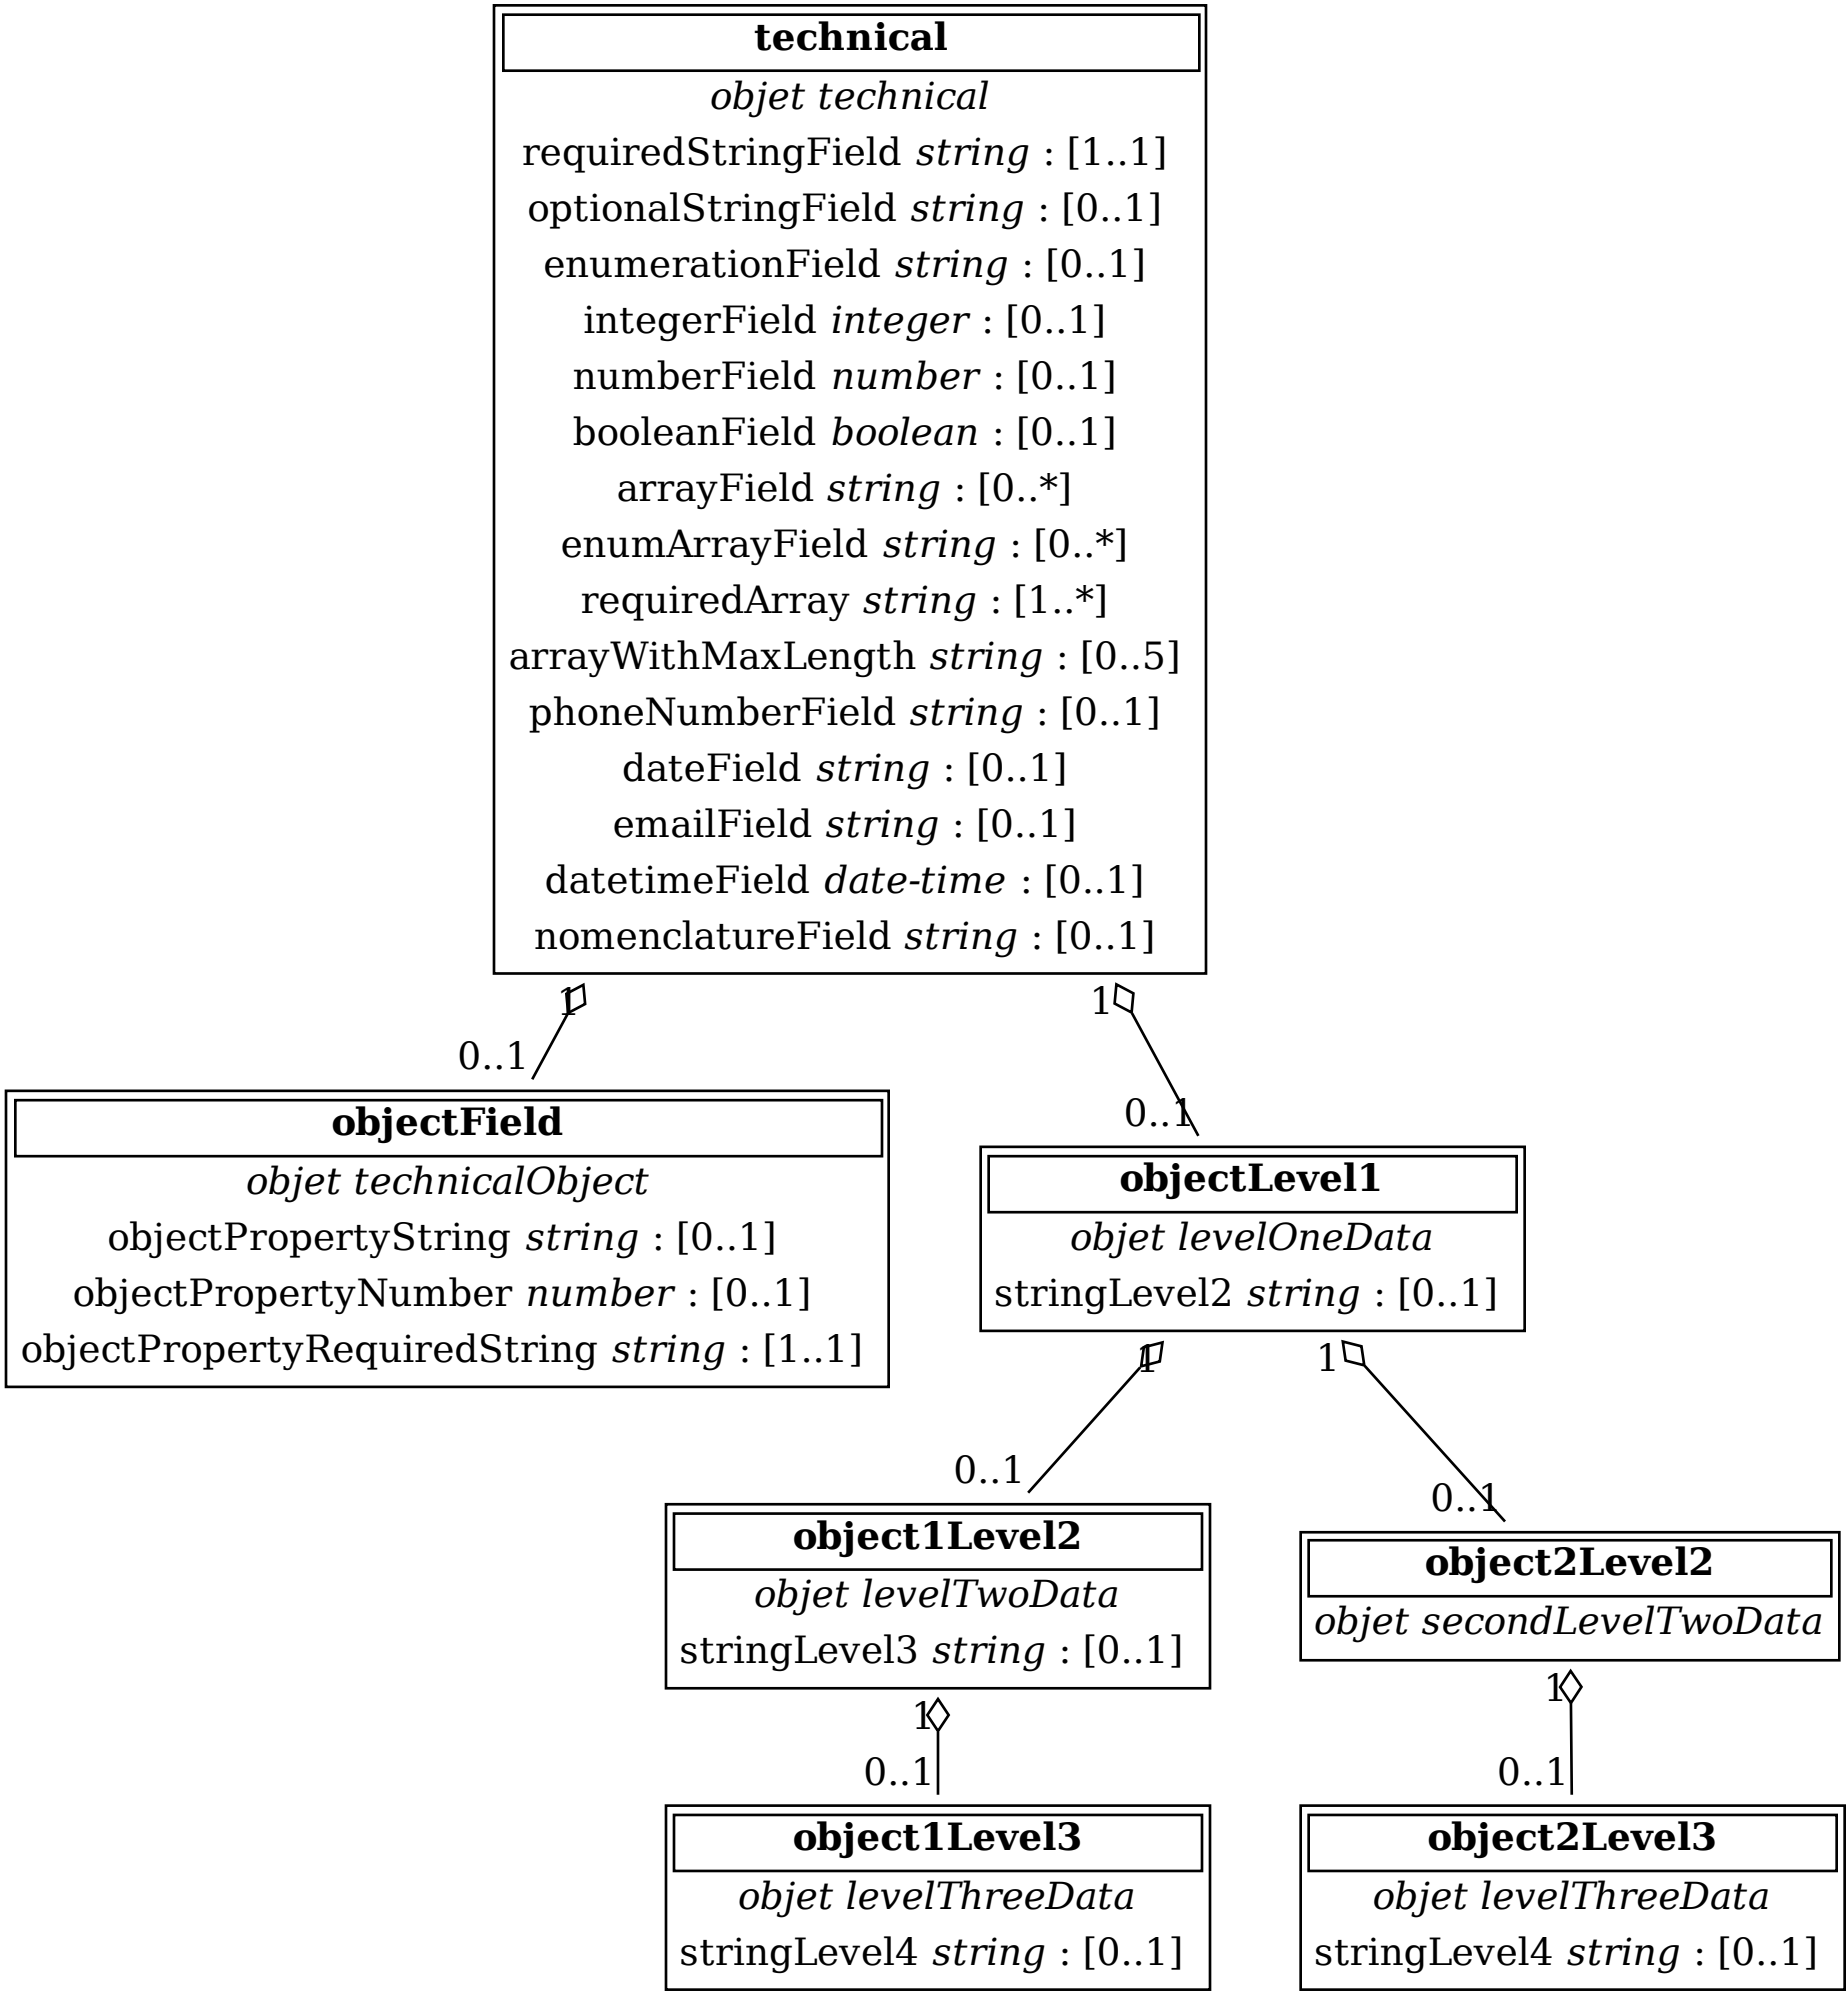 technical
objet technical
requiredStringField string : [1..1]
optionalStringField string : [0..1]
enumerationField string : [0..1]
integerField integer : [0..1]
numberField number : [0..1]
booleanField boolean : [0..1]
arrayField string : [0..*]
enumArrayField string : [0..*]
requiredArray string : [1..*]
arrayWithMaxLength string : [0..5]
phoneNumberField string : [0..1]
dateField string : [0..1]
emailField string : [0..1]
datetimeField date-time : [0..1]
nomenclatureField string : [0..1]
1
0..1
objectField
objet technicalObject
objectPropertyString string : [0..1]
objectPropertyNumber number : [0..1]
objectPropertyRequiredString string : [1..1]
1
0..1
objectLevel1
objet levelOneData
stringLevel2 string : [0..1]
1
0..1
object1Level2
objet levelTwoData
stringLevel3 string : [0..1]
1
0..1
object2Level2
objet secondLevelTwoData
1
0..1
object1Level3
objet levelThreeData
stringLevel4 string : [0..1]
1
0..1
object2Level3
objet levelThreeData
stringLevel4 string : [0..1]